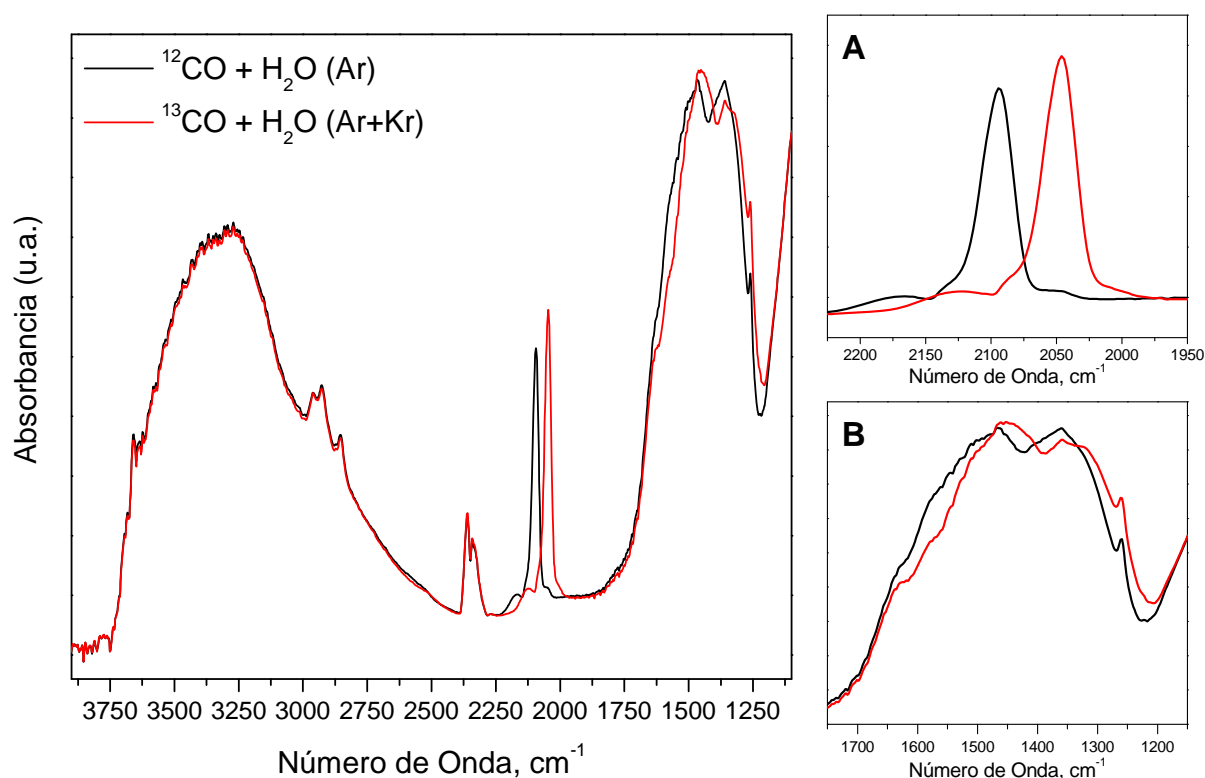 ¹²CO + H₂O (Ar)
¹³CO + H₂O (Ar+Kr)
Absorbancia (u.a.)
3750 3500 3250 3000 2750 2500 2250 2000 1750 1500 1250
Número de Onda, cm⁻¹
A
2200 2150 2100 2050 2000 1950
Número de Onda, cm⁻¹
B
1700 1600 1500 1400 1300 1200
Número de Onda, cm⁻¹